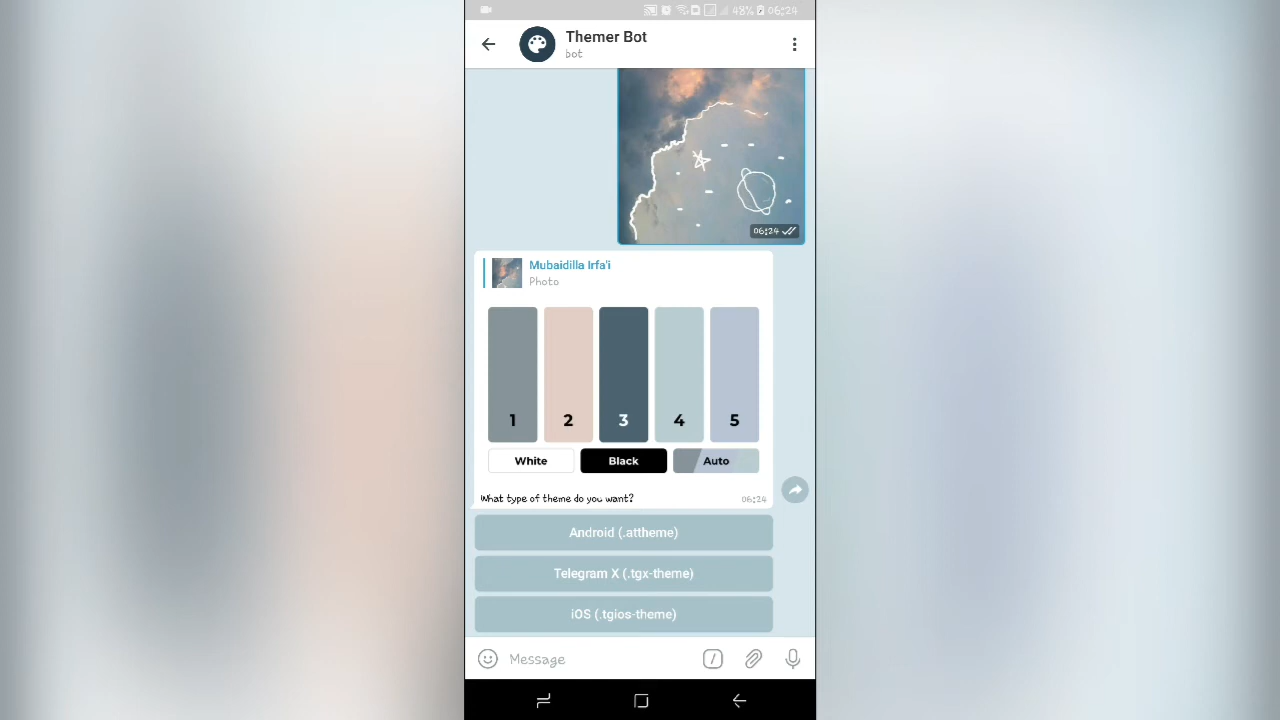 48% 06:24
Themer Bot
bot
06:24
Mubaidilla Irfa'i
Photo
1 2 3 4 5
White Black Auto
What type of theme do you want?
06:24
Android (.attheme)
Telegram X (.tgx-theme)
iOS (.tgios-theme)
Message